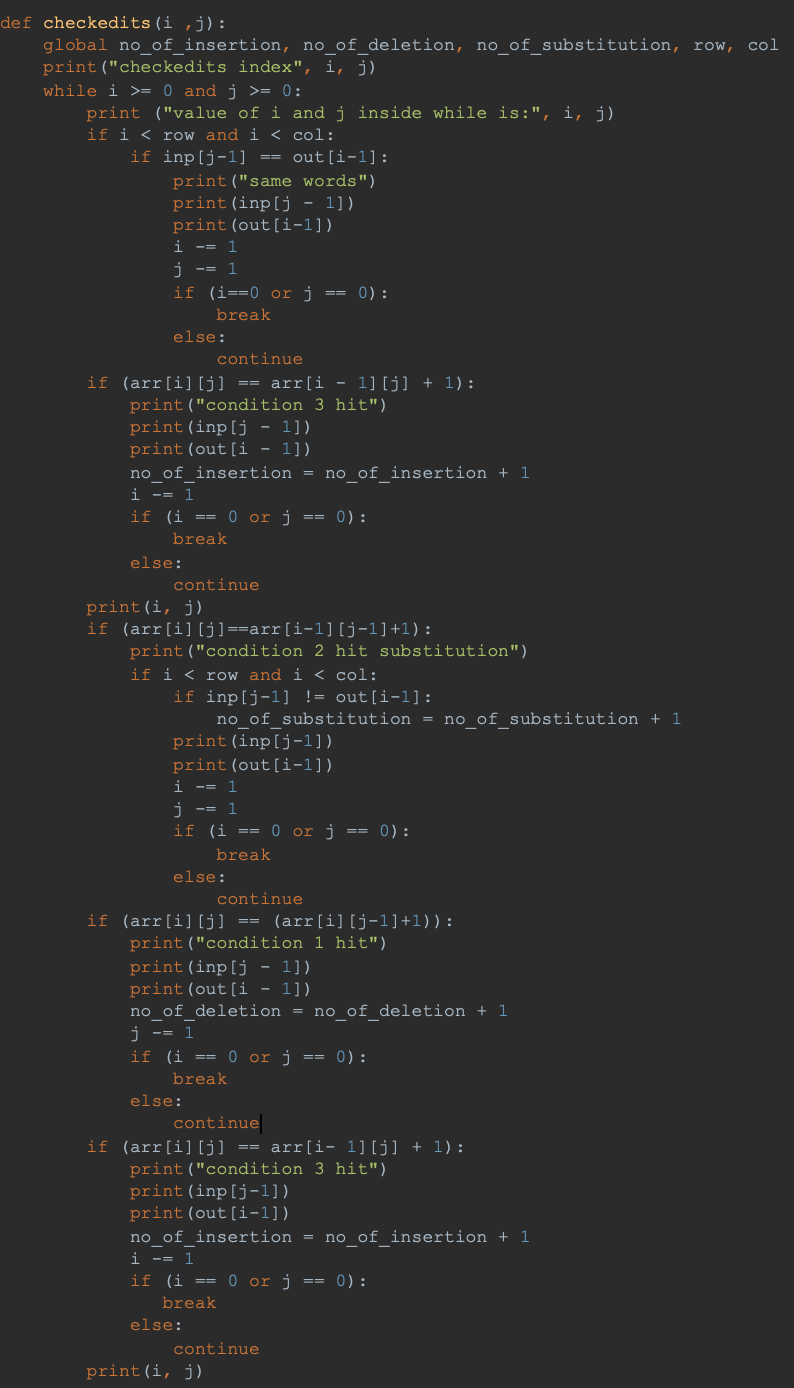 def checkedits(i ,j):
    global no_of_insertion, no_of_deletion, no_of_substitution, row, col
    print("checkedits index", i, j)
    while i >= 0 and j >= 0:
        print ("value of i and j inside while is:", i, j)
        if i < row and i < col:
            if inp[j-1] == out[i-1]:
                print("same words")
                print(inp[j - 1])
                print(out[i-1])
                i -= 1
                j -= 1
                if (i==0 or j == 0):
                    break
                else:
                    continue
        if (arr[i][j] == arr[i - 1][j] + 1):
            print("condition 3 hit")
            print(inp[j - 1])
            print(out[i - 1])
            no_of_insertion = no_of_insertion + 1
            i -= 1
            if (i == 0 or j == 0):
                break
            else:
                continue
        print(i, j)
        if (arr[i][j]==arr[i-1][j-1]+1):
            print("condition 2 hit substitution")
            if i < row and i < col:
                if inp[j-1] != out[i-1]:
                    no_of_substitution = no_of_substitution + 1
                print(inp[j-1])
                print(out[i-1])
                i -= 1
                j -= 1
                if (i == 0 or j == 0):
                    break
                else:
                    continue
        if (arr[i][j] == (arr[i][j-1]+1)):
            print("condition 1 hit")
            print(inp[j - 1])
            print(out[i - 1])
            no_of_deletion = no_of_deletion + 1
            j -= 1
            if (i == 0 or j == 0):
                break
            else:
                continue
        if (arr[i][j] == arr[i- 1][j] + 1):
            print("condition 3 hit")
            print(inp[j-1])
            print(out[i-1])
            no_of_insertion = no_of_insertion + 1
            i -= 1
            if (i == 0 or j == 0):
               break
            else:
                continue
        print(i, j)